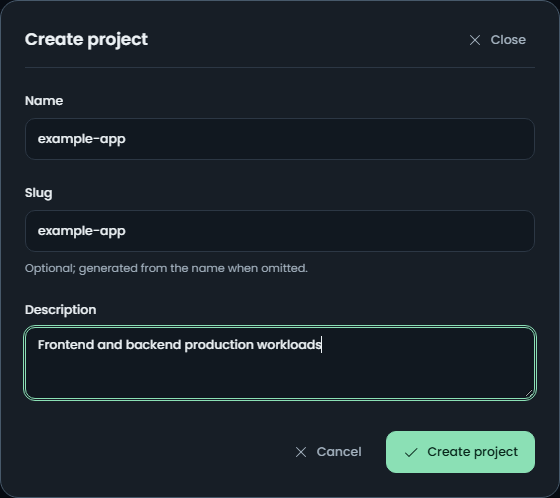 Create project
Close
Name
example-app
Slug
example-app
Optional; generated from the name when omitted.
Description
Frontend and backend production workloads
Cancel
Create project